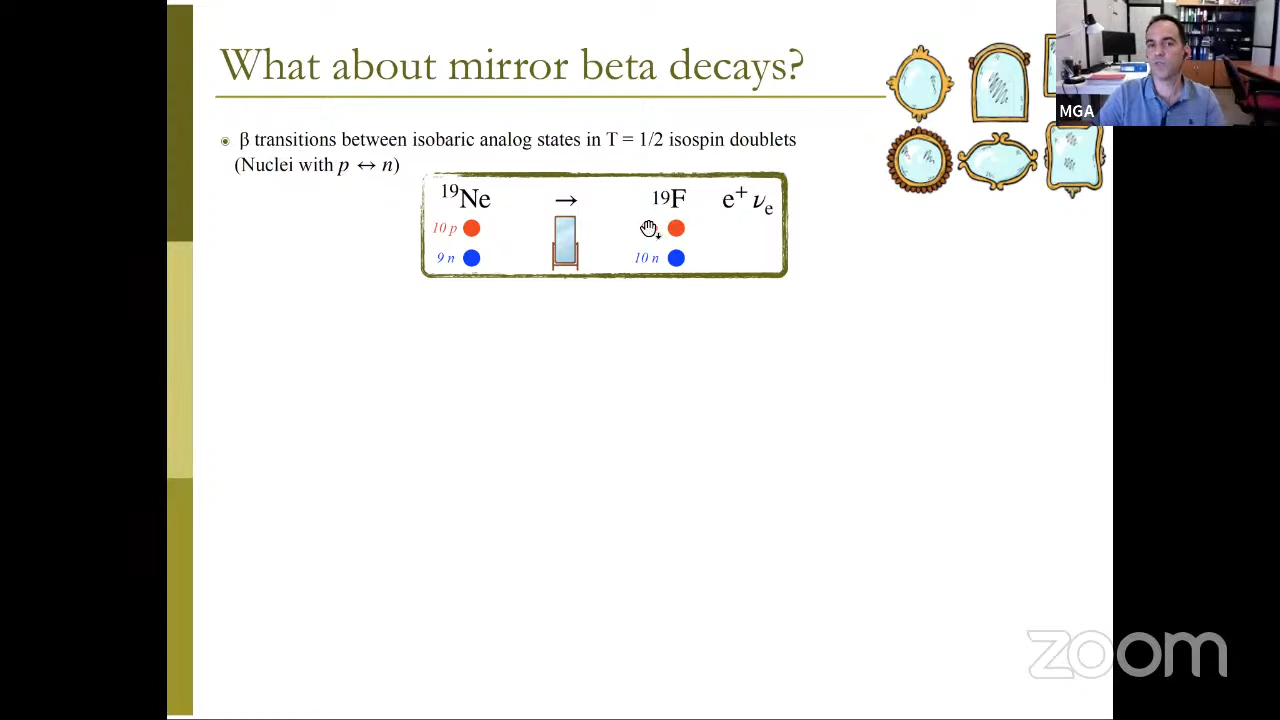 What about mirror beta decays?
MGA
β transitions between isobaric analog states in T = 1/2 isospin doublets
(Nuclei with p ↔ n)
¹⁹Ne → ¹⁹F e⁺ νₑ
10 p
9 n 10 n
zoom